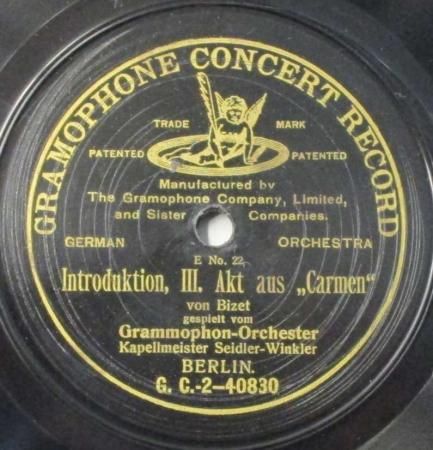 GRAMOPHONE CONCERT RECORD
TRADE MARK
PATENTED PATENTED
Manufactured by
The Gramophone Company, Limited,
and Sister Companies.
GERMAN ORCHESTRA
E No. 22.
Introduktion, III. Akt aus „Carmen“
von Bizet
gespielt vom
Grammophon-Orchester
Kapellmeister Seidler-Winkler
BERLIN.
G. C.-2-40830